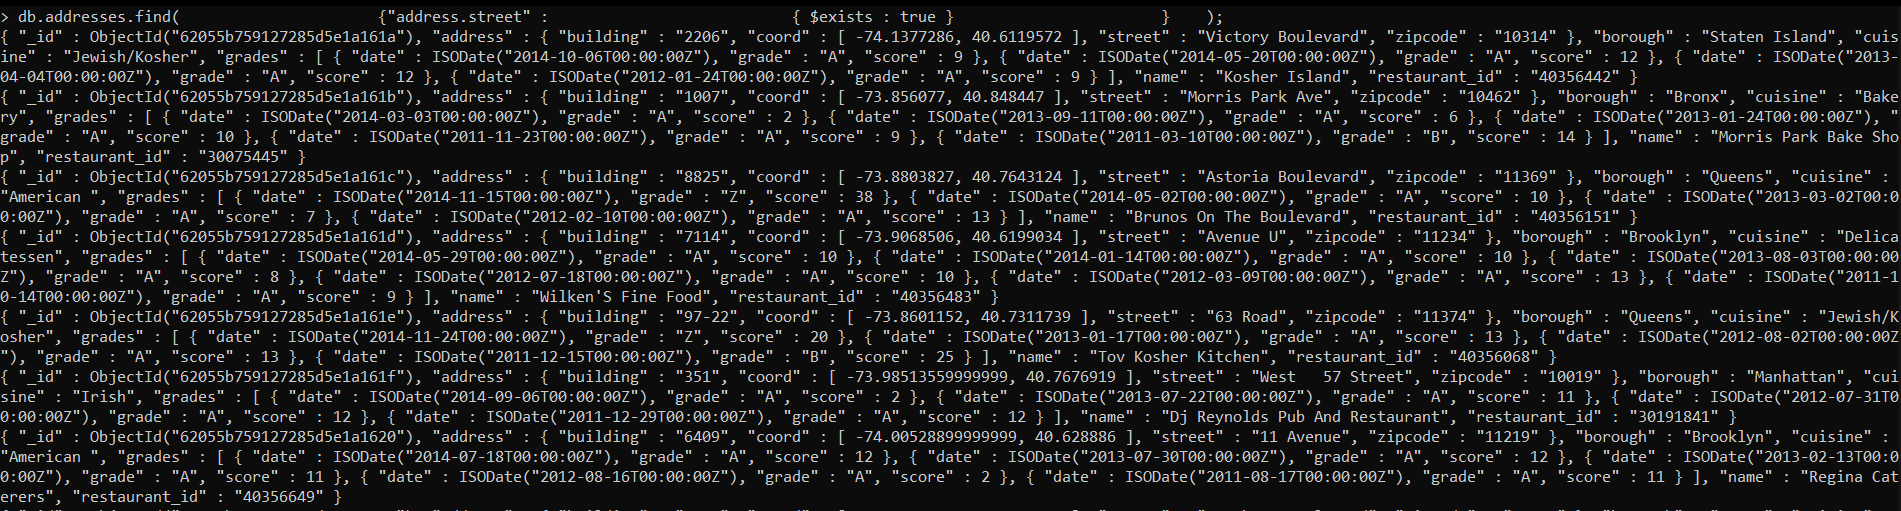 > db.addresses.find(                      {"address.street" :                             { $exists : true }                         }    );
{ "_id" : ObjectId("62055b759127285d5e1a161a"), "address" : { "building" : "2206", "coord" : [ -74.1377286, 40.6119572 ], "street" : "Victory Boulevard", "zipcode" : "10314" }, "borough" : "Staten Island", "cuis
ine" : "Jewish/Kosher", "grades" : [ { "date" : ISODate("2014-10-06T00:00:00Z"), "grade" : "A", "score" : 9 }, { "date" : ISODate("2014-05-20T00:00:00Z"), "grade" : "A", "score" : 12 }, { "date" : ISODate("2013-
04-04T00:00:00Z"), "grade" : "A", "score" : 12 }, { "date" : ISODate("2012-01-24T00:00:00Z"), "grade" : "A", "score" : 9 } ], "name" : "Kosher Island", "restaurant_id" : "40356442" }
{ "_id" : ObjectId("62055b759127285d5e1a161b"), "address" : { "building" : "1007", "coord" : [ -73.856077, 40.848447 ], "street" : "Morris Park Ave", "zipcode" : "10462" }, "borough" : "Bronx", "cuisine" : "Bake
ry", "grades" : [ { "date" : ISODate("2014-03-03T00:00:00Z"), "grade" : "A", "score" : 2 }, { "date" : ISODate("2013-09-11T00:00:00Z"), "grade" : "A", "score" : 6 }, { "date" : ISODate("2013-01-24T00:00:00Z"), "
grade" : "A", "score" : 10 }, { "date" : ISODate("2011-11-23T00:00:00Z"), "grade" : "A", "score" : 9 }, { "date" : ISODate("2011-03-10T00:00:00Z"), "grade" : "B", "score" : 14 } ], "name" : "Morris Park Bake Sho
p", "restaurant_id" : "30075445" }
{ "_id" : ObjectId("62055b759127285d5e1a161c"), "address" : { "building" : "8825", "coord" : [ -73.8803827, 40.7643124 ], "street" : "Astoria Boulevard", "zipcode" : "11369" }, "borough" : "Queens", "cuisine" :
"American ", "grades" : [ { "date" : ISODate("2014-11-15T00:00:00Z"), "grade" : "Z", "score" : 38 }, { "date" : ISODate("2014-05-02T00:00:00Z"), "grade" : "A", "score" : 10 }, { "date" : ISODate("2013-03-02T00:0
0:00Z"), "grade" : "A", "score" : 7 }, { "date" : ISODate("2012-02-10T00:00:00Z"), "grade" : "A", "score" : 13 } ], "name" : "Brunos On The Boulevard", "restaurant_id" : "40356151" }
{ "_id" : ObjectId("62055b759127285d5e1a161d"), "address" : { "building" : "7114", "coord" : [ -73.9068506, 40.6199034 ], "street" : "Avenue U", "zipcode" : "11234" }, "borough" : "Brooklyn", "cuisine" : "Delica
tessen", "grades" : [ { "date" : ISODate("2014-05-29T00:00:00Z"), "grade" : "A", "score" : 10 }, { "date" : ISODate("2014-01-14T00:00:00Z"), "grade" : "A", "score" : 10 }, { "date" : ISODate("2013-08-03T00:00:00
Z"), "grade" : "A", "score" : 8 }, { "date" : ISODate("2012-07-18T00:00:00Z"), "grade" : "A", "score" : 10 }, { "date" : ISODate("2012-03-09T00:00:00Z"), "grade" : "A", "score" : 13 }, { "date" : ISODate("2011-1
0-14T00:00:00Z"), "grade" : "A", "score" : 9 } ], "name" : "Wilken'S Fine Food", "restaurant_id" : "40356483" }
{ "_id" : ObjectId("62055b759127285d5e1a161e"), "address" : { "building" : "97-22", "coord" : [ -73.8601152, 40.7311739 ], "street" : "63 Road", "zipcode" : "11374" }, "borough" : "Queens", "cuisine" : "Jewish/K
osher", "grades" : [ { "date" : ISODate("2014-11-24T00:00:00Z"), "grade" : "Z", "score" : 20 }, { "date" : ISODate("2013-01-17T00:00:00Z"), "grade" : "A", "score" : 13 }, { "date" : ISODate("2012-08-02T00:00:00Z
"), "grade" : "A", "score" : 13 }, { "date" : ISODate("2011-12-15T00:00:00Z"), "grade" : "B", "score" : 25 } ], "name" : "Tov Kosher Kitchen", "restaurant_id" : "40356068" }
{ "_id" : ObjectId("62055b759127285d5e1a161f"), "address" : { "building" : "351", "coord" : [ -73.98513559999999, 40.7676919 ], "street" : "West   57 Street", "zipcode" : "10019" }, "borough" : "Manhattan", "cui
sine" : "Irish", "grades" : [ { "date" : ISODate("2014-09-06T00:00:00Z"), "grade" : "A", "score" : 2 }, { "date" : ISODate("2013-07-22T00:00:00Z"), "grade" : "A", "score" : 11 }, { "date" : ISODate("2012-07-31T0
0:00:00Z"), "grade" : "A", "score" : 12 }, { "date" : ISODate("2011-12-29T00:00:00Z"), "grade" : "A", "score" : 12 } ], "name" : "Dj Reynolds Pub And Restaurant", "restaurant_id" : "30191841" }
{ "_id" : ObjectId("62055b759127285d5e1a1620"), "address" : { "building" : "6409", "coord" : [ -74.00528899999999, 40.628886 ], "street" : "11 Avenue", "zipcode" : "11219" }, "borough" : "Brooklyn", "cuisine" :
"American ", "grades" : [ { "date" : ISODate("2014-07-18T00:00:00Z"), "grade" : "A", "score" : 12 }, { "date" : ISODate("2013-07-30T00:00:00Z"), "grade" : "A", "score" : 12 }, { "date" : ISODate("2013-02-13T00:0
0:00Z"), "grade" : "A", "score" : 11 }, { "date" : ISODate("2012-08-16T00:00:00Z"), "grade" : "A", "score" : 2 }, { "date" : ISODate("2011-08-17T00:00:00Z"), "grade" : "A", "score" : 11 } ], "name" : "Regina Cat
erers", "restaurant_id" : "40356649" }